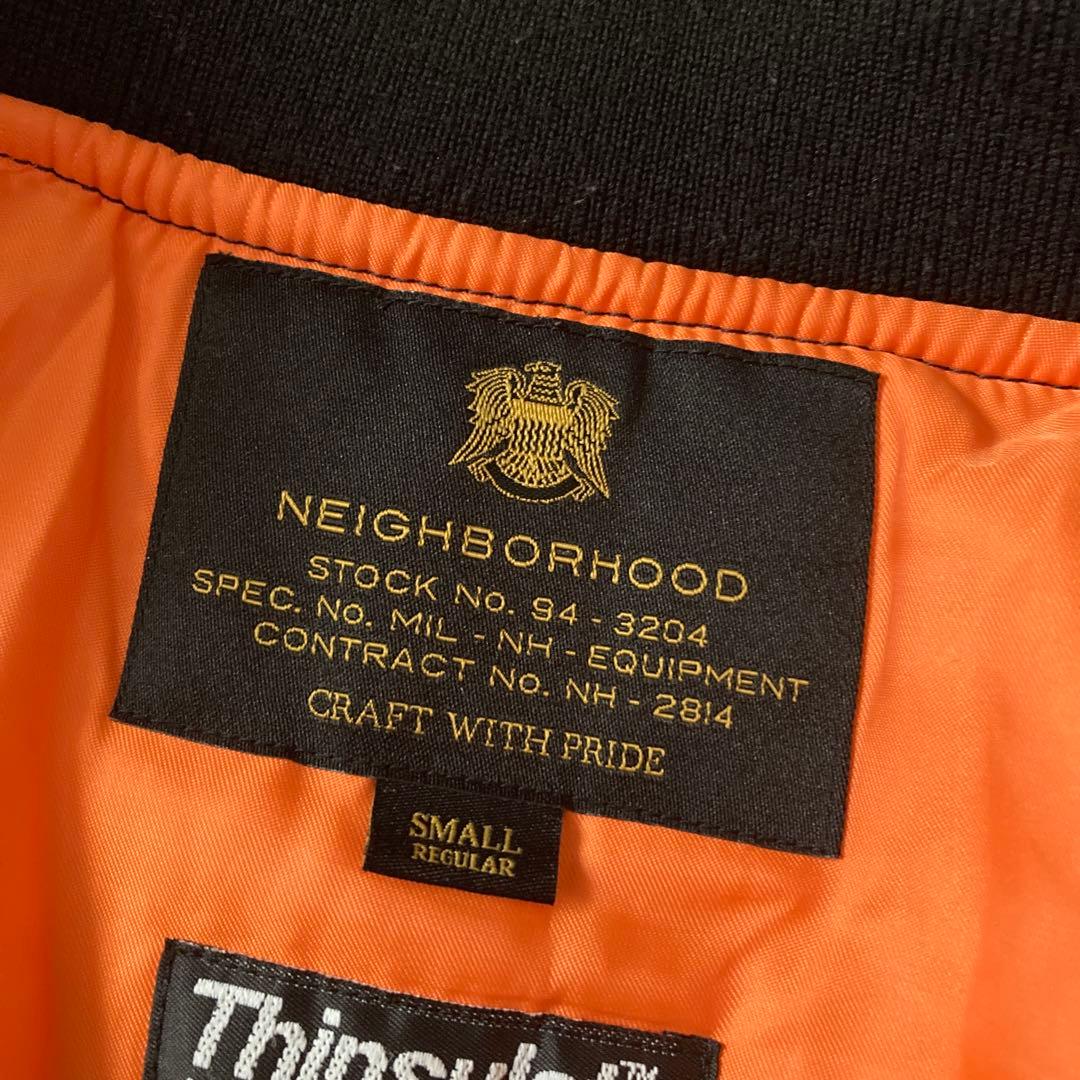 NEIGHBORHOOD
STOCK No. 94 - 3204
SPEC. No. MIL - NH - EQUIPMENT
CONTRACT No. NH - 2814
CRAFT WITH PRIDE
SMALL
REGULAR
Thinsulat™